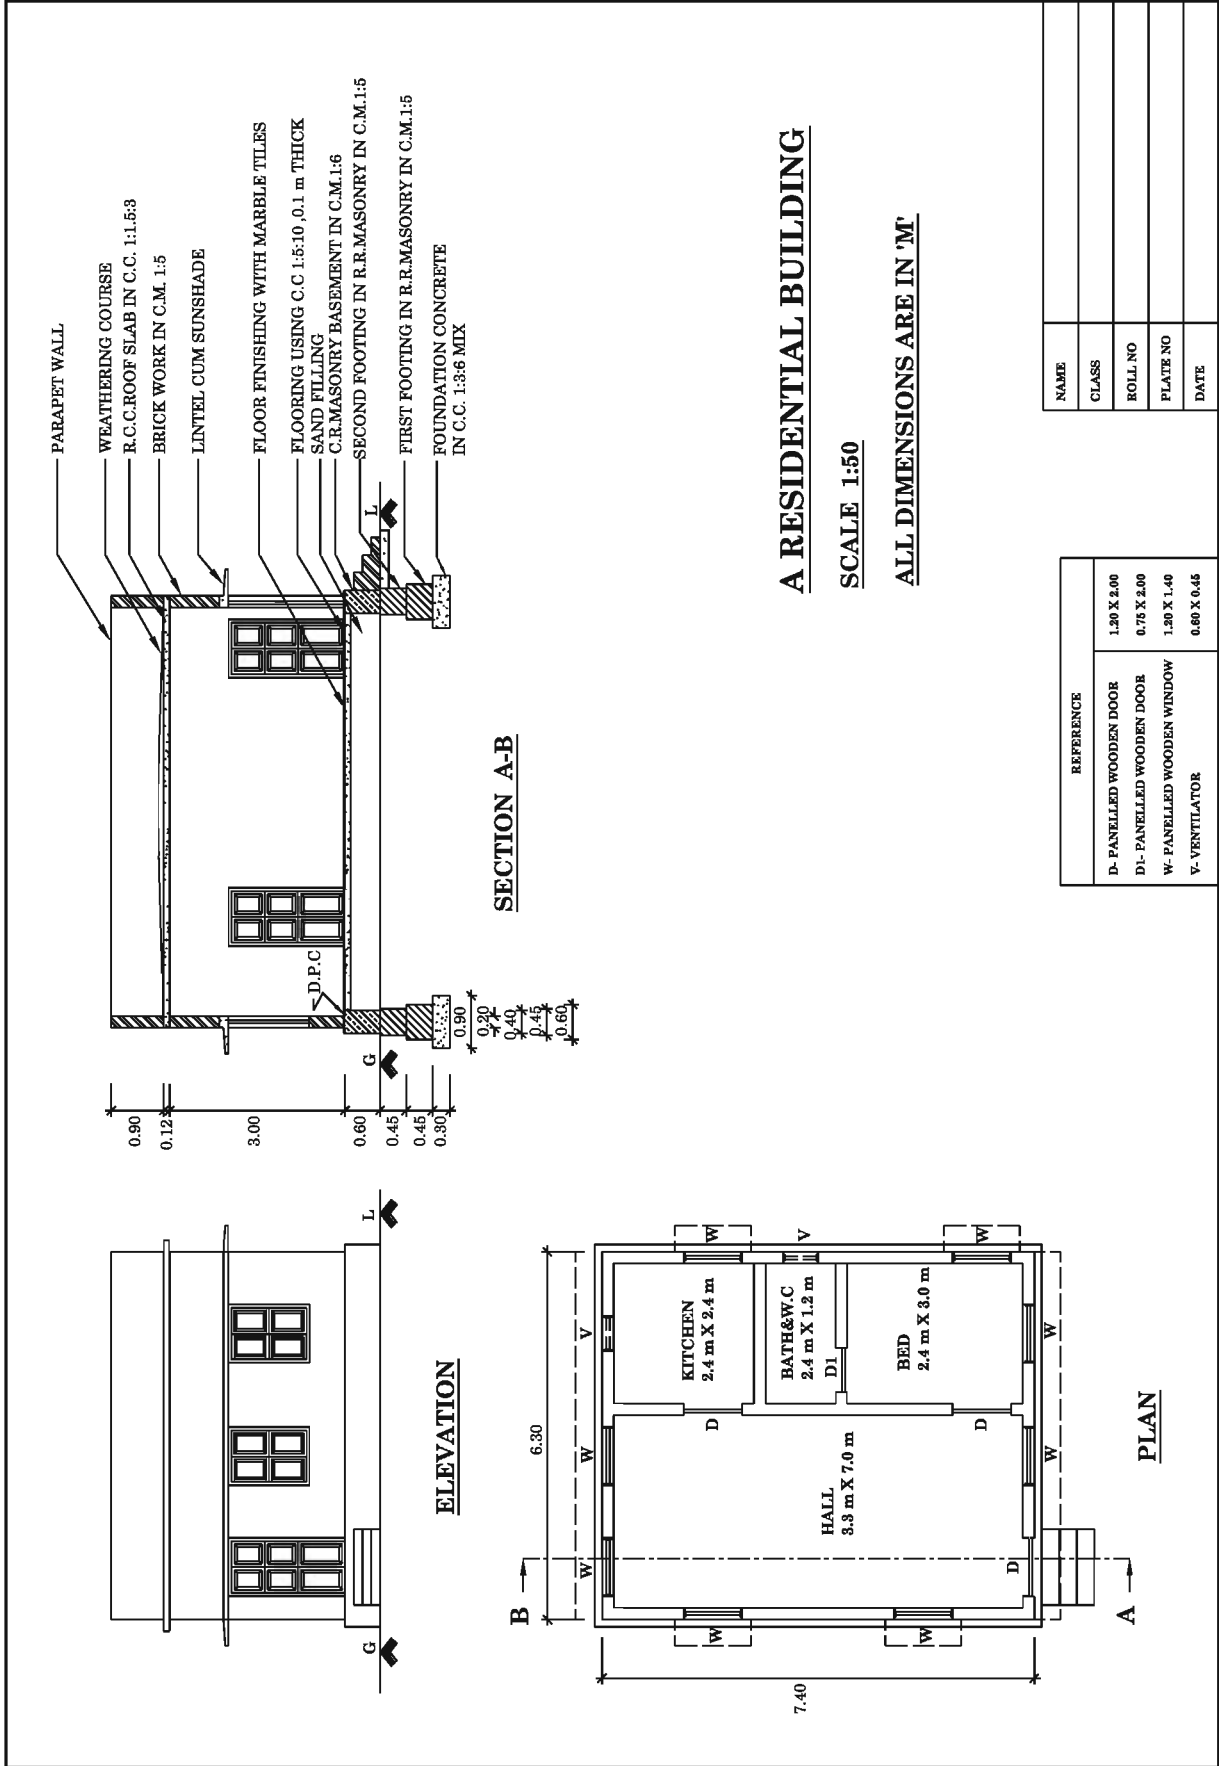 ELEVATION
G
L
0.90
0.12
3.00
0.60
0.45
0.45
0.30
SECTION A-B
PARAPET WALL
WEATHERING COURSE
R.C.C.ROOF SLAB IN C.C. 1:1.5:3
BRICK WORK IN C.M. 1:5
LINTEL CUM SUNSHADE
FLOOR FINISHING WITH MARBLE TILES
FLOORING USING C.C 1:5:10 ,0.1 m THICK
SAND FILLING
C.R.MASONRY BASEMENT IN C.M.1:6
SECOND FOOTING IN R.R.MASONRY IN C.M.1:5
FIRST FOOTING IN R.R.MASONRY IN C.M.1:5
FOUNDATION CONCRETE
IN C.C. 1:3:6 MIX
D.P.C
G
L
0.90
0.20
0.40
0.45
0.60
B
6.30
7.40
W
W
V
W
W
KITCHEN
2.4 m X 2.4 m
D
V
BATH&W.C
2.4 m X 1.2 m
D1
HALL
3.3 m X 7.0 m
BED
2.4 m X 3.0 m
D
W
W
D
W
W
A
PLAN
A RESIDENTIAL BUILDING
SCALE 1:50
ALL DIMENSIONS ARE IN 'M'
REFERENCE
D- PANELLED WOODEN DOOR 1.20 X 2.00
D1- PANELLED WOODEN DOOR 0.75 X 2.00
W- PANELLED WOODEN WINDOW 1.20 X 1.40
V- VENTILATOR 0.60 X 0.45
NAME
CLASS
ROLL NO
PLATE NO
DATE